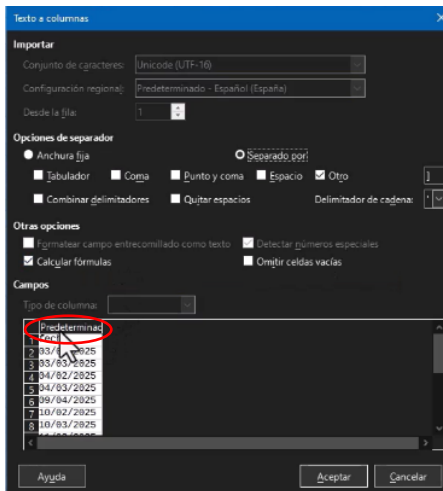 Texto a columnas
Importar
Conjunto de caracteres: Unicode (UTF-16)
Configuración regional: Predeterminado - Español (España)
Desde la fila: 1
Opciones de separador
Anchura fija Separado por
Tabulador Coma Punto y coma Espacio Otro ]
Combinar delimitadores Quitar espacios Delimitador de cadena: '
Otras opciones
Formatear campo entrecomillado como texto Detectar números especiales
Calcular fórmulas Omitir celdas vacías
Campos
Tipo de columna:
Predeterminac
1
2 2025
3 03/03/2025
4 04/02/2025
5 04/03/2025
6 09/04/2025
7 10/02/2025
8 10/03/2025
Ayuda Aceptar Cancelar